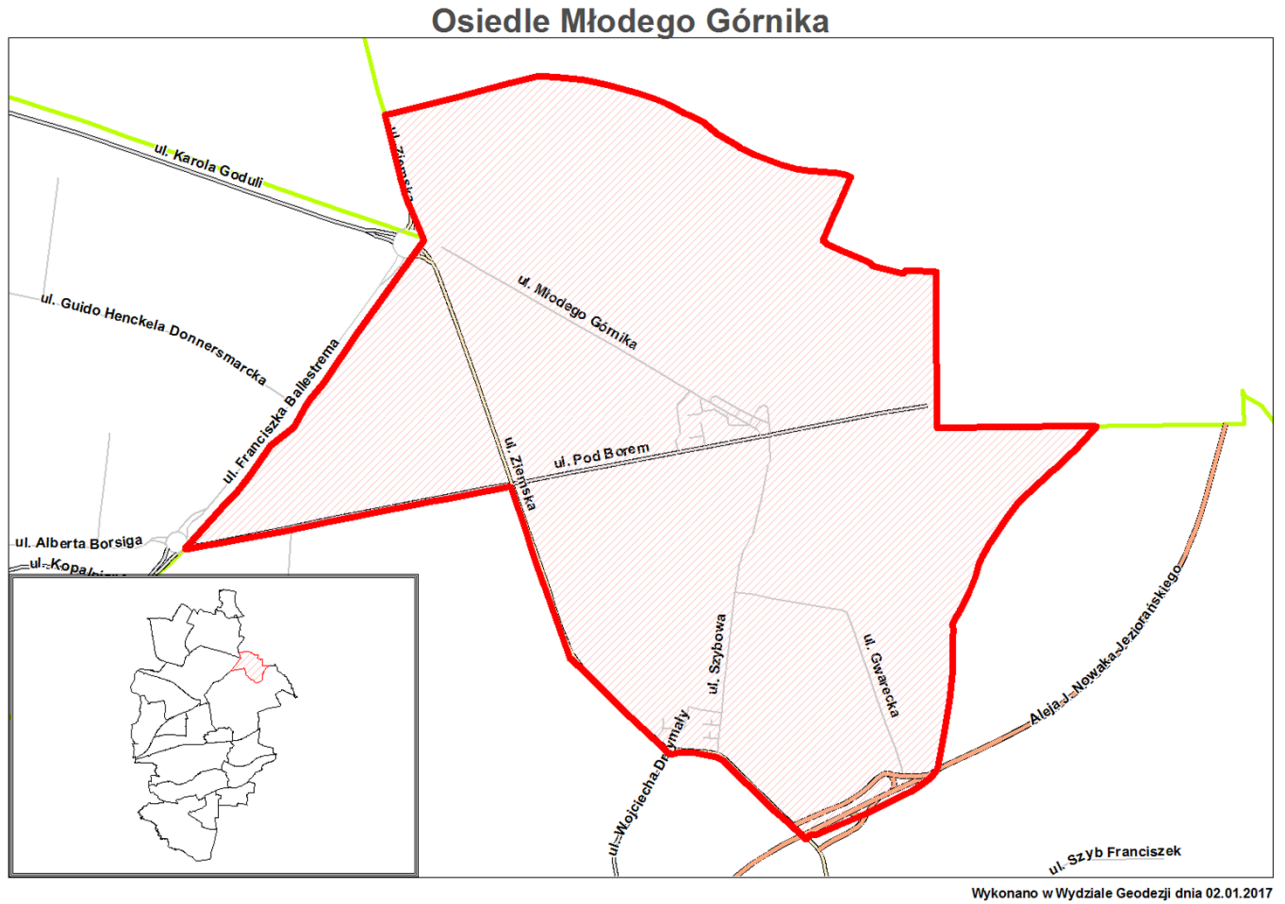 Osiedle Młodego Górnika
ul. Ziemska
ul. Karola Goduli
ul. Młodego Górnika
ul. Guido Henckela Donnersmarcka
ul. Franciszka Ballestrema
ul. Ziemska
ul. Pod Borem
ul. Alberta Borsiga
ul. Szybowa
ul. Gwarecka
Aleja J. Nowaka-Jeziorańskiego
ul. Wojciecha Drzymały
ul. Szyb Franciszek
Wykonano w Wydziale Geodezji dnia 02.01.2017